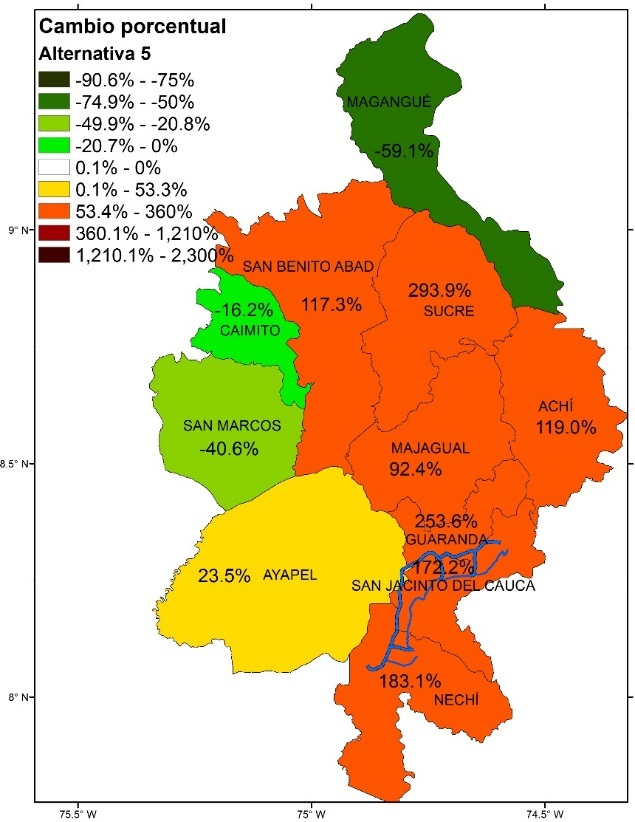 Cambio porcentual
Alternativa 5
-90.6% - -75%
-74.9% - -50%
-49.9% - -20.8%
-20.7% - 0%
0.1% - 0%
0.1% - 53.3%
53.4% - 360%
360.1% - 1,210%
1,210.1% - 2,300%
MAGANGUÉ
-59.1%
9° N
SAN BENITO ABAD
117.3%
293.9%
SUCRE
-16.2%
CAIMITO
ACHÍ
119.0%
SAN MARCOS
-40.6%
MAJAGUAL
92.4%
8.5° N
253.6%
GUARANDA
172.2%
SAN JACINTO DEL CAUCA
23.5% AYAPEL
183.1%
NECHÍ
8° N
75.5° W 75° W 74.5° W